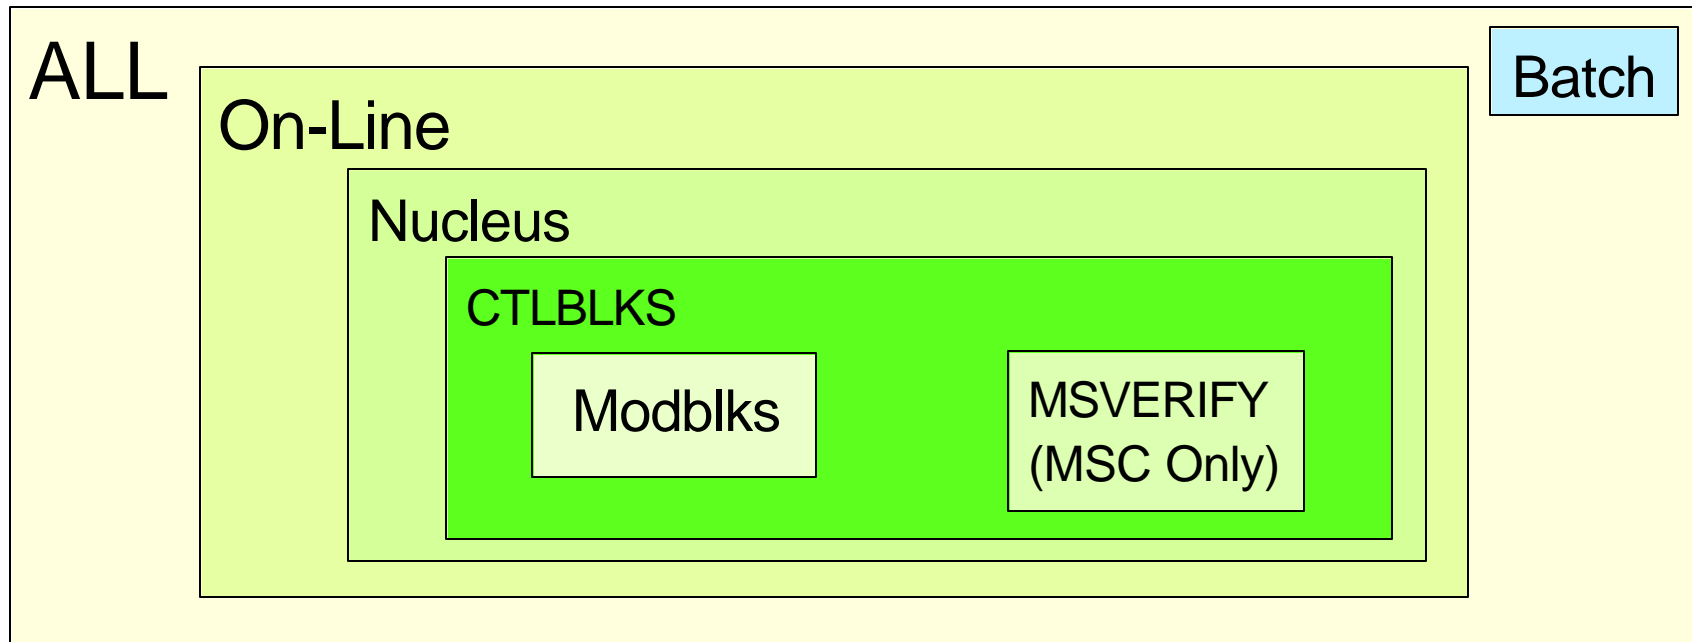 ALL
Batch
On-Line
Nucleus
CTLBLKS
Modblks
MSVERIFY
(MSC Only)